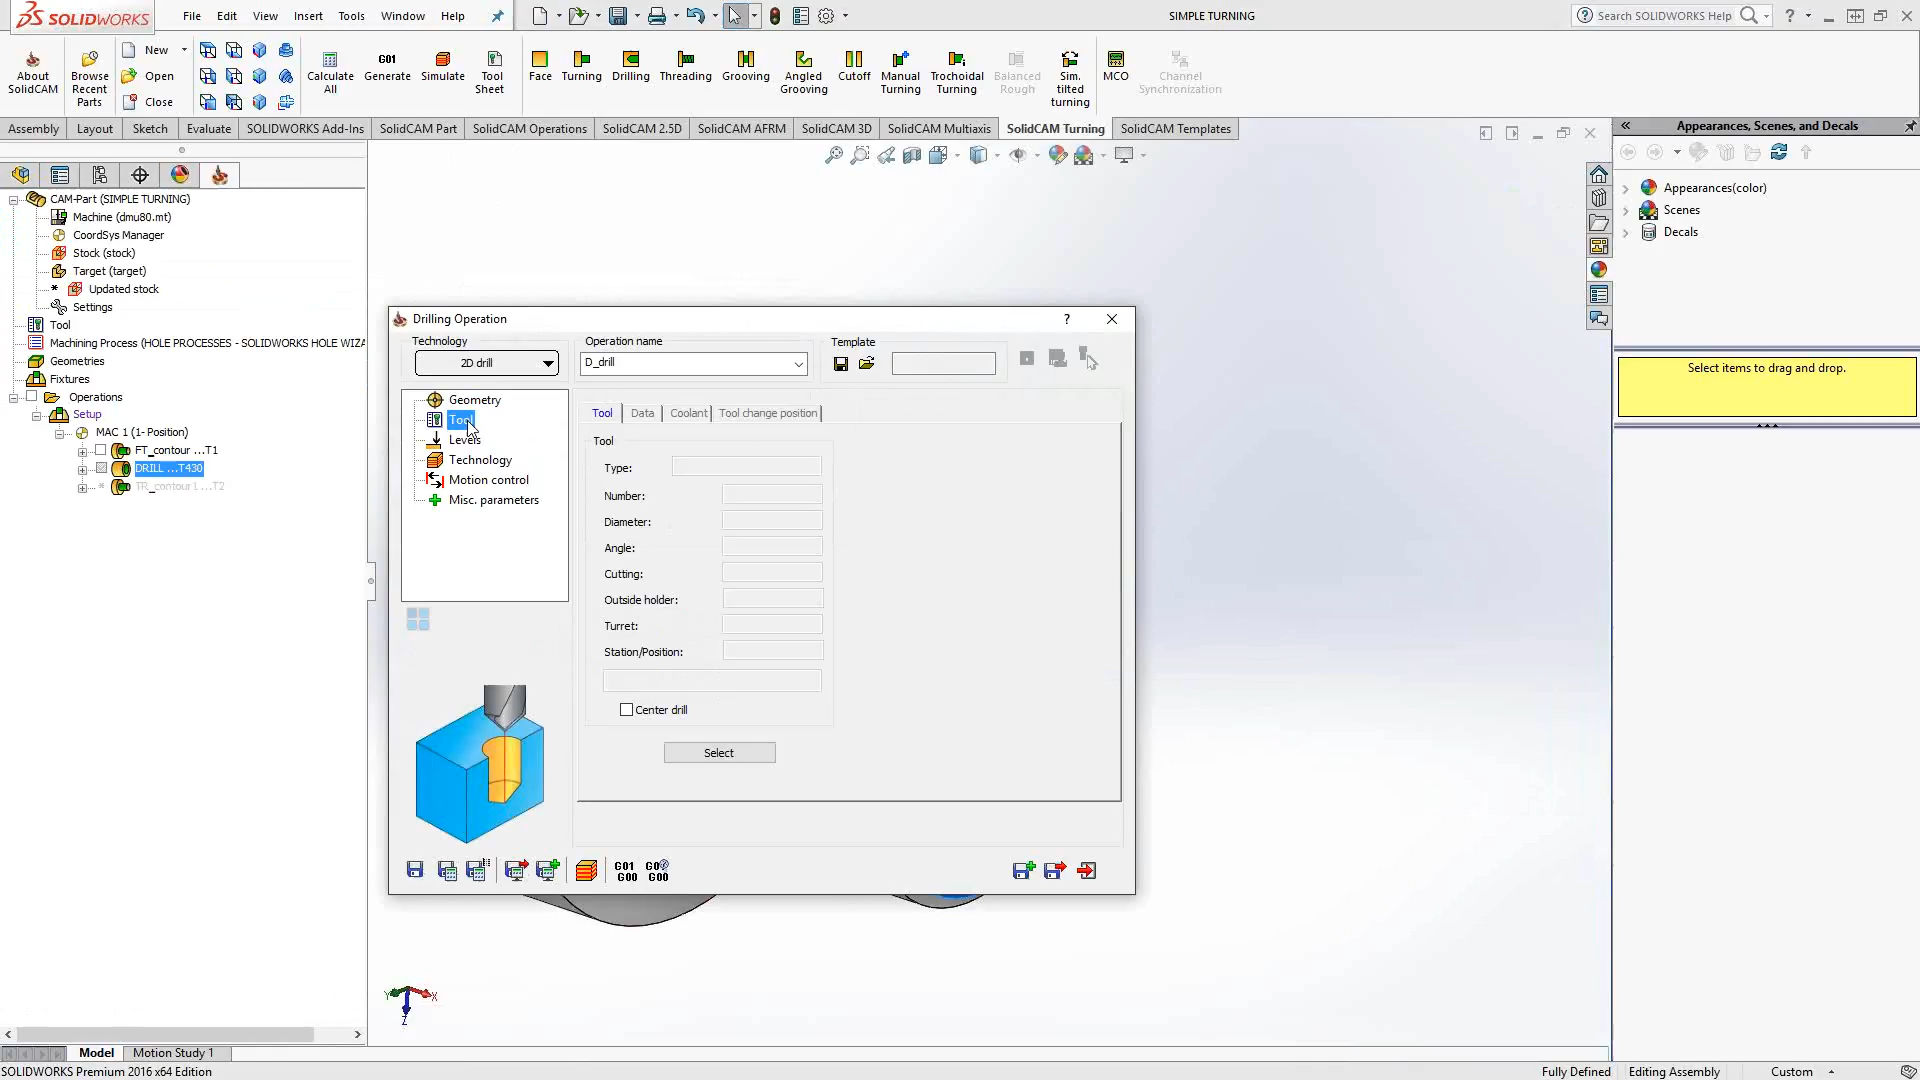 SOLIDWORKS
File Edit View Insert Tools Window Help
SIMPLE TURNING
Search SOLIDWORKS Help
About SolidCAM
Browse Recent Parts
New
Open
Close
Calculate All
G01
Generate
Simulate
Tool Sheet
Face
Turning
Drilling
Threading
Grooving
Angled Grooving
Cutoff
Manual Turning
Trochoidal Turning
Balanced Rough
Sim. tilted turning
MCO
Channel Synchronization
Assembly Layout Sketch Evaluate SOLIDWORKS Add-Ins SolidCAM Part SolidCAM Operations SolidCAM 2.5D SolidCAM AFRM SolidCAM 3D SolidCAM Multiaxis SolidCAM Turning SolidCAM Templates
CAM-Part (SIMPLE TURNING)
Machine (dmu80.mt)
CoordSys Manager
Stock (stock)
Target (target)
* Updated stock
Settings
Tool
Machining Process (HOLE PROCESSES - SOLIDWORKS HOLE WIZA
Geometries
Fixtures
Operations
Setup
MAC 1 (1- Position)
FT_contour ...T1
DRILL ...T430
* TR_contour1 ...T2
Drilling Operation ?
Technology
2D drill
Operation name
D_drill
Template
Geometry
Tool
Levels
Technology
Motion control
Misc. parameters
Tool Data Coolant Tool change position
Tool
Type:
Number:
Diameter:
Angle:
Cutting:
Outside holder:
Turret:
Station/Position:
Center drill
Select
G01 G00
G0 G00
Y X
Z
Appearances, Scenes, and Decals
Appearances(color)
Scenes
Decals
Select items to drag and drop.
Model Motion Study 1
SOLIDWORKS Premium 2016 x64 Edition
Fully Defined Editing Assembly Custom